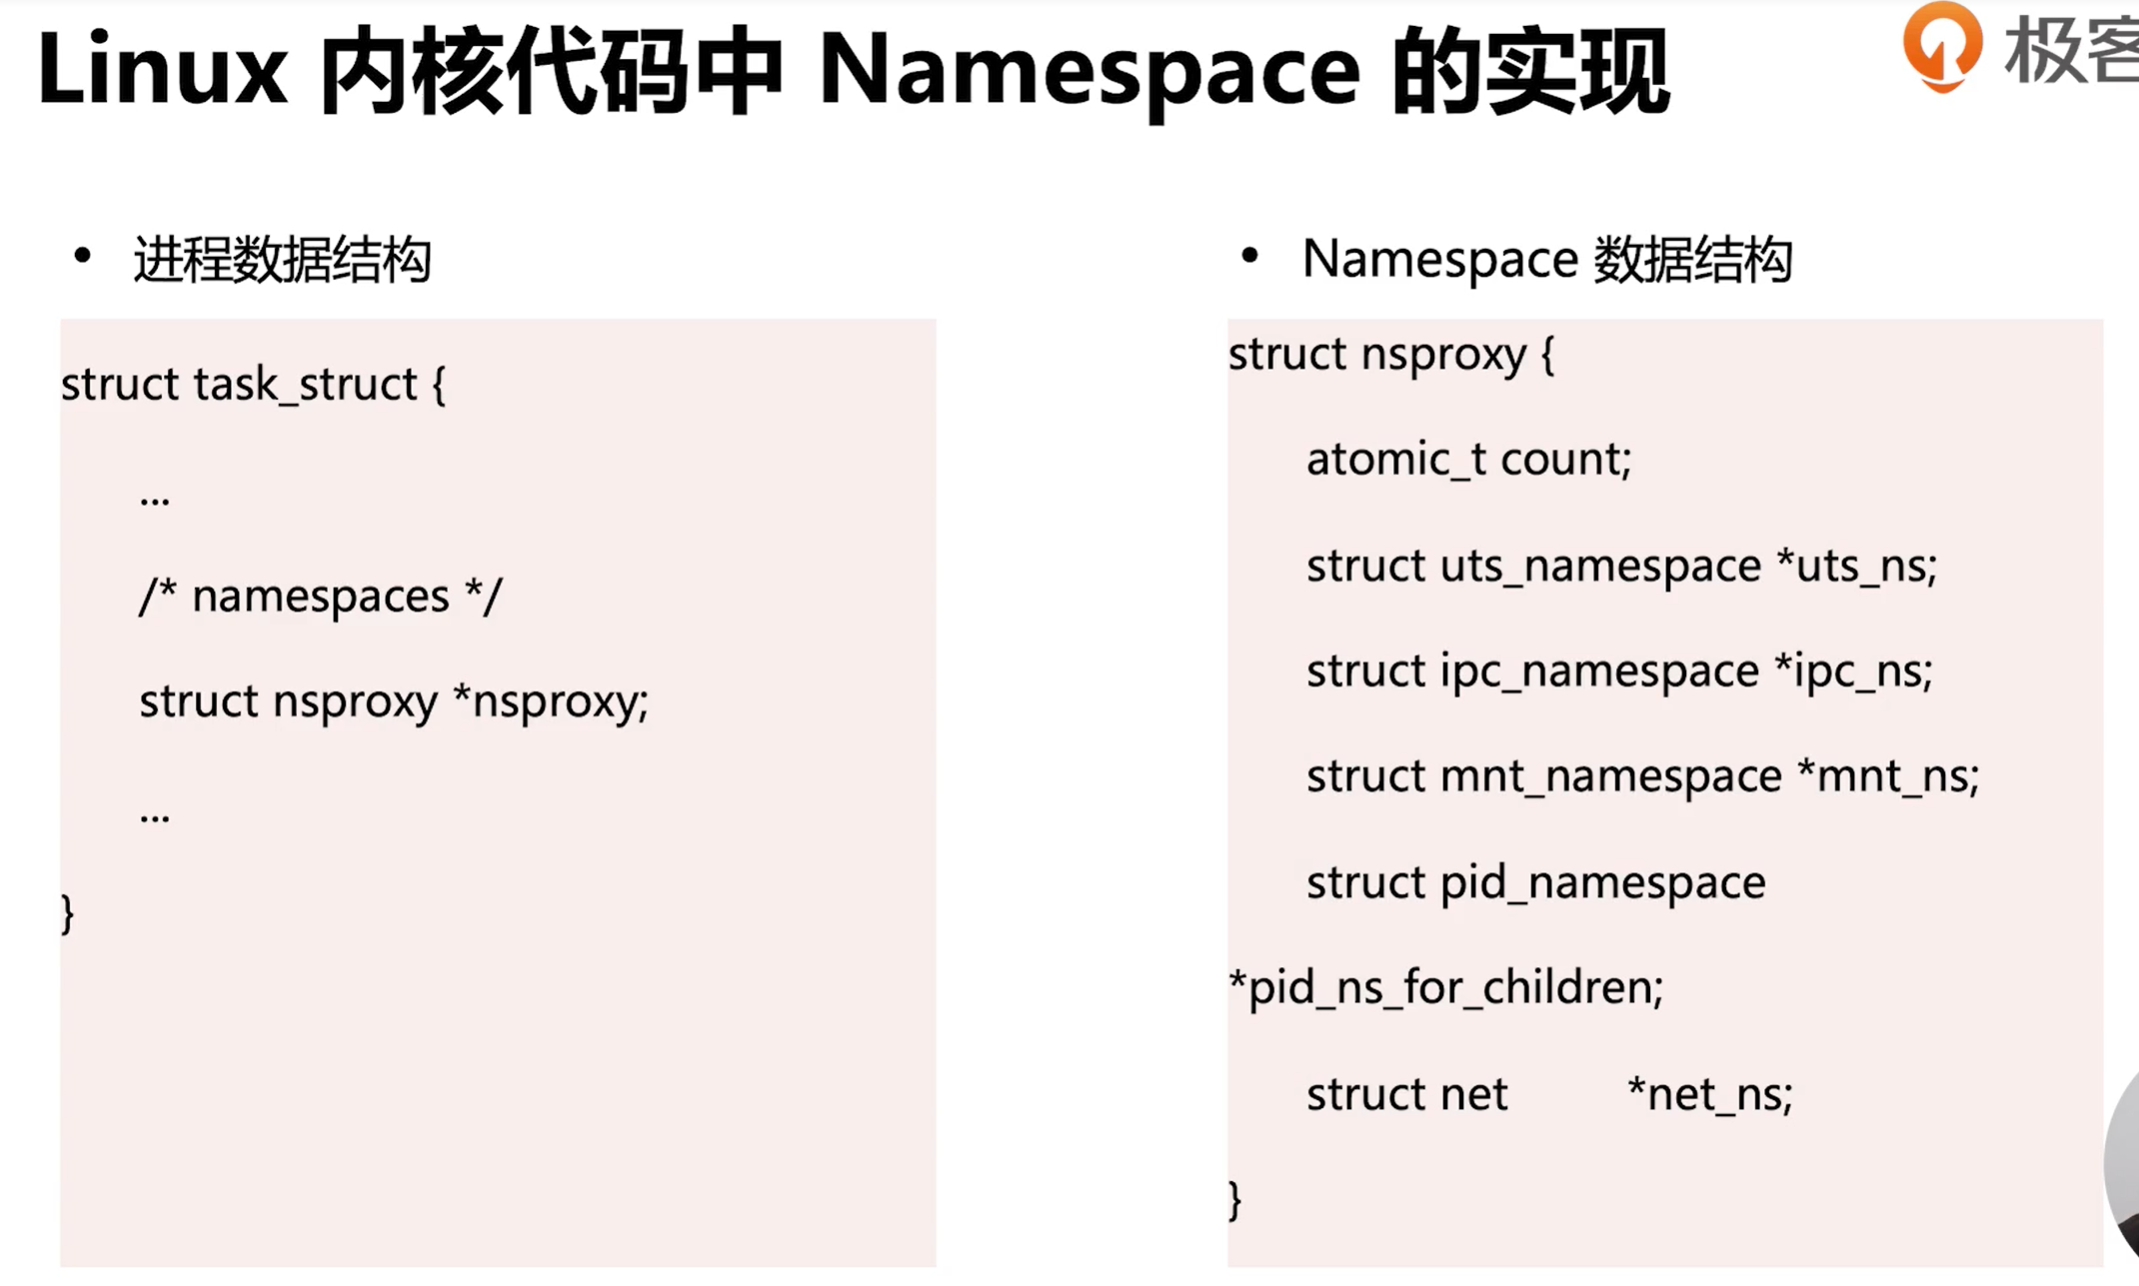 Linux 内核代码中 Namespace 的实现
极客
• 进程数据结构
struct task_struct {
...
/* namespaces */
struct nsproxy *nsproxy;
...
}
• Namespace 数据结构
struct nsproxy {
atomic_t count;
struct uts_namespace *uts_ns;
struct ipc_namespace *ipc_ns;
struct mnt_namespace *mnt_ns;
struct pid_namespace
*pid_ns_for_children;
struct net *net_ns;
}